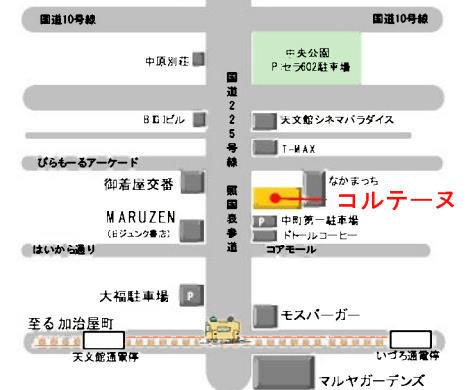 国道10号線
国道10号線
中央公園
P セラ602駐車場
中原別荘
国道225号線 照国表参道
BIGIビル
天文館シネマパラダイス
T-MAX
ぴらもーるアーケード
御着屋交番
なかまっち
コルテーヌ
MARUZEN
(旧ジュンク書店)
P
中町第一駐車場
ドトールコーヒー
はいから通り
コアモール
大福駐車場
P
モスバーガー
至る 加治屋町
天文館通電停
いづろ通電停
マルヤガーデンズ